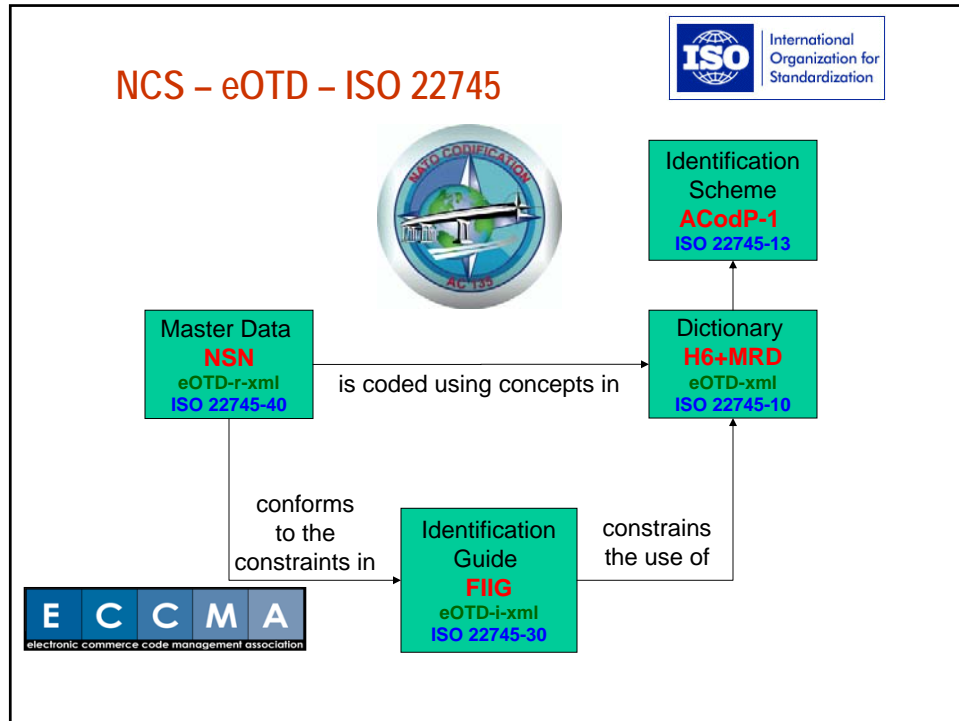 NCS – eOTD – ISO 22745
ISO
International
Organization for
Standardization
NATO CODIFICATION
AC 135
Identification
Scheme
ACodP-1
ISO 22745-13
Master Data
NSN
eOTD-r-xml
ISO 22745-40
is coded using concepts in
Dictionary
H6+MRD
eOTD-xml
ISO 22745-10
conforms
to the
constraints in
Identification
Guide
FIIG
eOTD-i-xml
ISO 22745-30
constrains
the use of
E C C M A
electronic commerce code management association